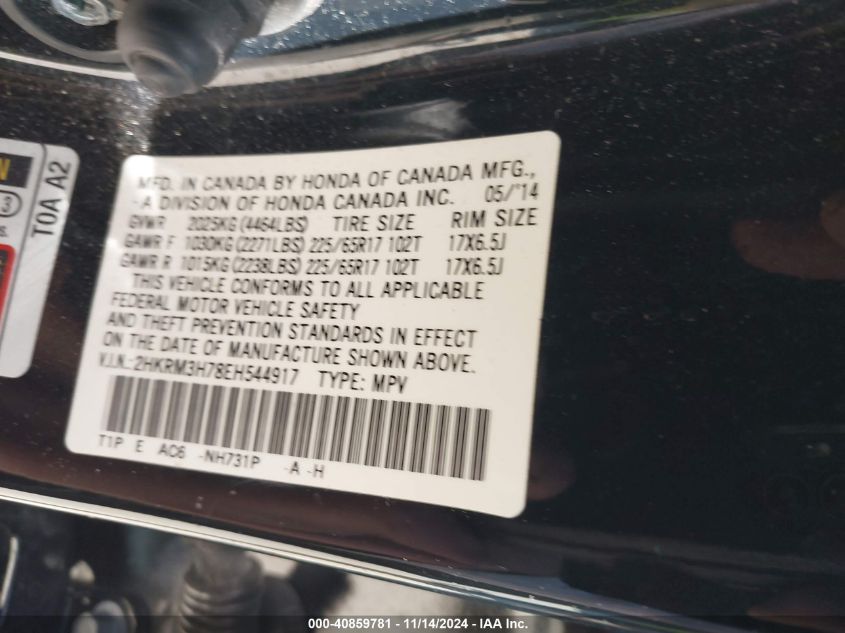 MFD. IN CANADA BY HONDA OF CANADA MFG.,
-A DIVISION OF HONDA CANADA INC. 05/'14
GVWR 2025KG(4464LBS) TIRE SIZE RIM SIZE
GAWR F 1030KG(2271LBS) 225/65R17 102T 17X6.5J
GAWR R 1015KG(2238LBS) 225/65R17 102T 17X6.5J
THIS VEHICLE CONFORMS TO ALL APPLICABLE
FEDERAL MOTOR VEHICLE SAFETY
AND THEFT PREVENTION STANDARDS IN EFFECT
ON THE DATE OF MANUFACTURE SHOWN ABOVE.
V.I.N.:2HKRM3H78EH544917 TYPE: MPV
T1P E AC6 -NH731P -A -H
T0A A2
3
000-40859781 - 11/14/2024 - IAA Inc.